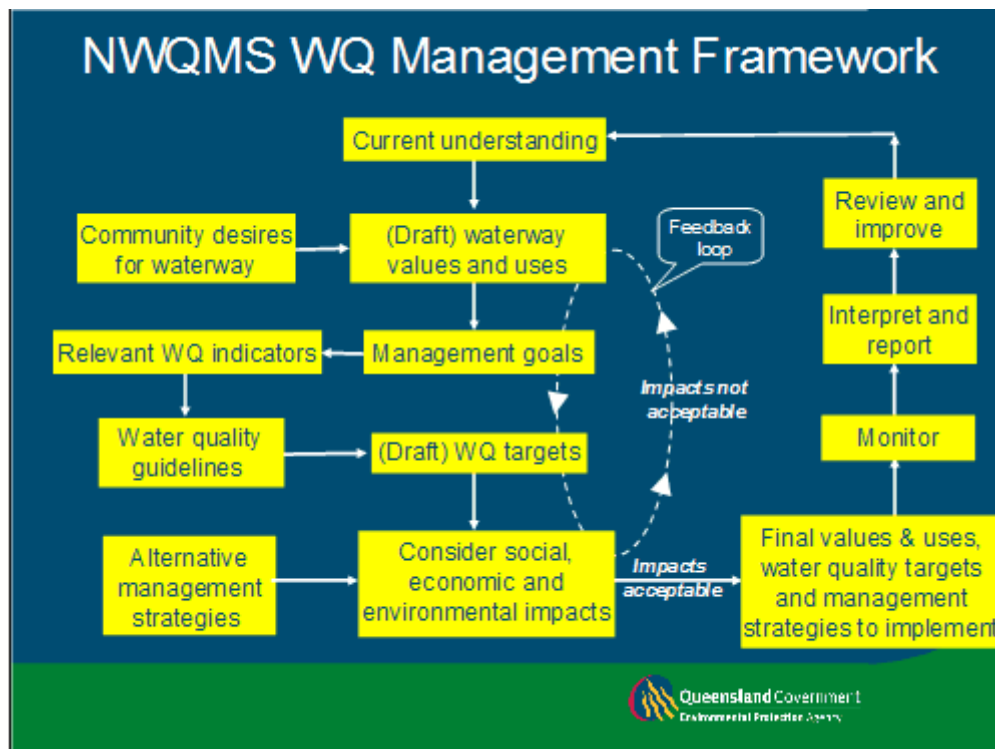 NWQMS WQ Management Framework
Current understanding
Community desires
for waterway
(Draft) waterway
values and uses
Feedback
loop
Review and
improve
Relevant WQ indicators
Management goals
Interpret and
report
Impacts not
acceptable
Water quality
guidelines
(Draft) WQ targets
Monitor
Alternative
management
strategies
Consider social,
economic and
environmental impacts
Impacts
acceptable
Final values & uses,
water quality targets
and management
strategies to implement
Queensland Government
Environmental Protection Agency